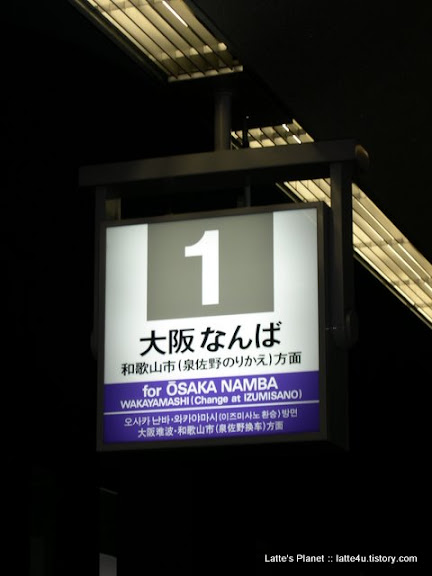 1
大阪なんば
和歌山市(泉佐野のりかえ)方面
for ŌSAKA NAMBA
WAKAYAMASHI (Change at IZUMISANO)
오사카 난바·와카야마시(이즈미사노 환승) 방면
大阪难波·和歌山市(泉佐野换车)方面
Latte's Planet :: latte4u.tistory.com